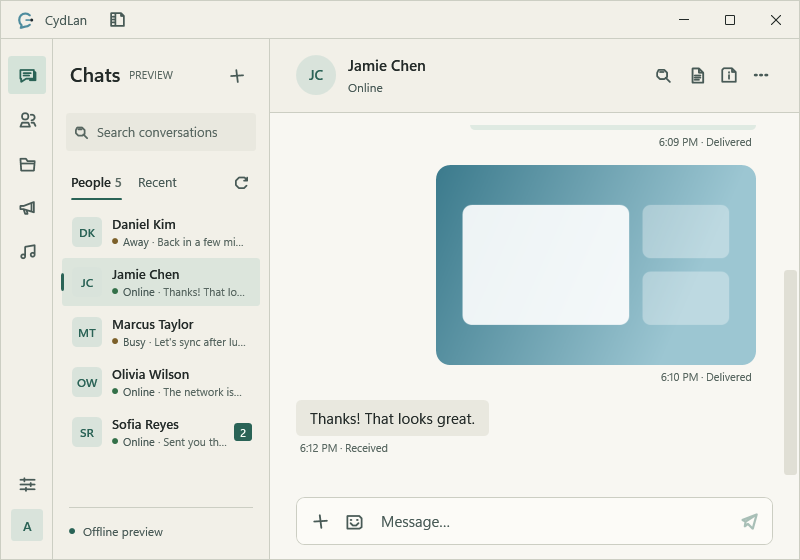 CydLan
Chats PREVIEW
Search conversations
People 5 Recent
DK
Daniel Kim
Away · Back in a few mi...
JC
Jamie Chen
Online · Thanks! That lo...
MT
Marcus Taylor
Busy · Let's sync after lu...
OW
Olivia Wilson
Online · The network is...
SR
Sofia Reyes
Online · Sent you th...
2
A
Offline preview
JC
Jamie Chen
Online
6:09 PM · Delivered
6:10 PM · Delivered
Thanks! That looks great.
6:12 PM · Received
Message...